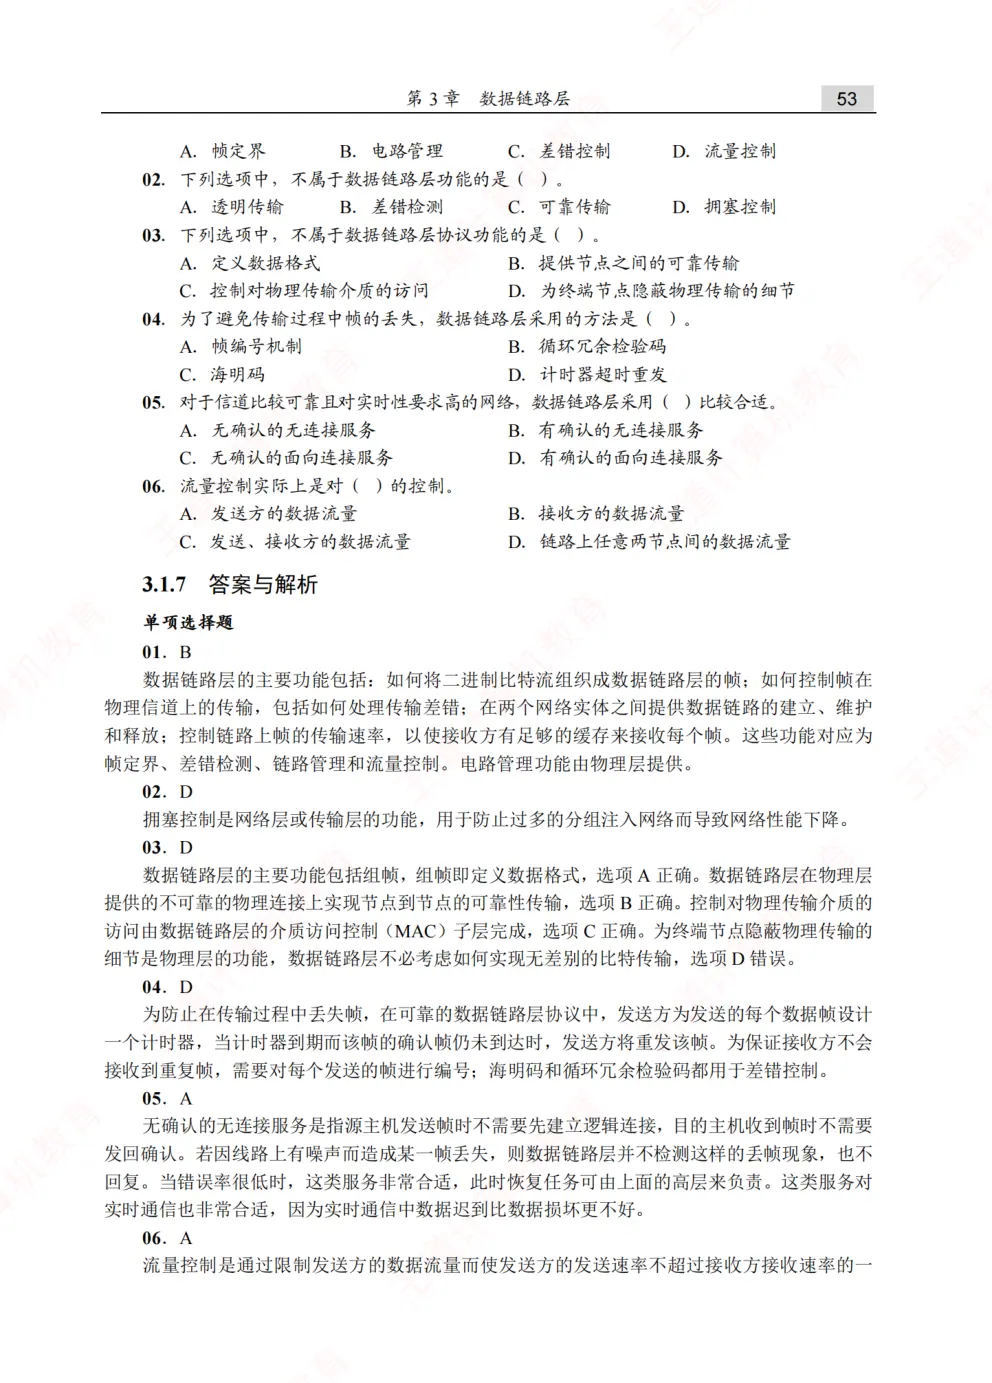 第 3 章 数据链路层 53
A. 帧定界 B. 电路管理 C. 差错控制 D. 流量控制
02. 下列选项中，不属于数据链路层功能的是（ ）。
A. 透明传输 B. 差错检测 C. 可靠传输 D. 拥塞控制
03. 下列选项中，不属于数据链路层协议功能的是（ ）。
A. 定义数据格式 B. 提供节点之间的可靠传输
C. 控制对物理传输介质的访问 D. 为终端节点隐蔽物理传输的细节
04. 为了避免传输过程中帧的丢失，数据链路层采用的方法是（ ）。
A. 帧编号机制 B. 循环冗余检验码
C. 海明码 D. 计时器超时重发
05. 对于信道比较可靠且对实时性要求高的网络，数据链路层采用（ ）比较合适。
A. 无确认的无连接服务 B. 有确认的无连接服务
C. 无确认的面向连接服务 D. 有确认的面向连接服务
06. 流量控制实际上是对（ ）的控制。
A. 发送方的数据流量 B. 接收方的数据流量
C. 发送、接收方的数据流量 D. 链路上任意两节点间的数据流量
3.1.7 答案与解析
单项选择题
01. B
数据链路层的主要功能包括：如何将二进制比特流组织成数据链路层的帧；如何控制帧在
物理信道上的传输，包括如何处理传输差错；在两个网络实体之间提供数据链路的建立、维护
和释放；控制链路上帧的传输速率，以使接收方有足够的缓存来接收每个帧。这些功能对应为
帧定界、差错检测、链路管理和流量控制。电路管理功能由物理层提供。
02. D
拥塞控制是网络层或传输层的功能，用于防止过多的分组注入网络而导致网络性能下降。
03. D
数据链路层的主要功能包括组帧，组帧即定义数据格式，选项 A 正确。数据链路层在物理层
提供的不可靠的物理连接上实现节点到节点的可靠性传输，选项 B 正确。控制对物理传输介质的
访问由数据链路层的介质访问控制（MAC）子层完成，选项 C 正确。为终端节点隐蔽物理传输的
细节是物理层的功能，数据链路层不必考虑如何实现无差别的比特传输，选项 D 错误。
04. D
为防止在传输过程中丢失帧，在可靠的数据链路层协议中，发送方为发送的每个数据帧设计
一个计时器，当计时器到期而该帧的确认帧仍未到达时，发送方将重发该帧。为保证接收方不会
接收到重复帧，需要对每个发送的帧进行编号；海明码和循环冗余检验码都用于差错控制。
05. A
无确认的无连接服务是指源主机发送帧时不需要先建立逻辑连接，目的主机收到帧时不需要
发回确认。若因线路上有噪声而造成某一帧丢失，则数据链路层并不检测这样的丢帧现象，也不
回复。当错误率很低时，这类服务非常合适，此时恢复任务可由上面的高层来负责。这类服务对
实时通信也非常合适，因为实时通信中数据迟到比数据损坏更不好。
06. A
流量控制是通过限制发送方的数据流量而使发送方的发送速率不超过接收方接收速率的一